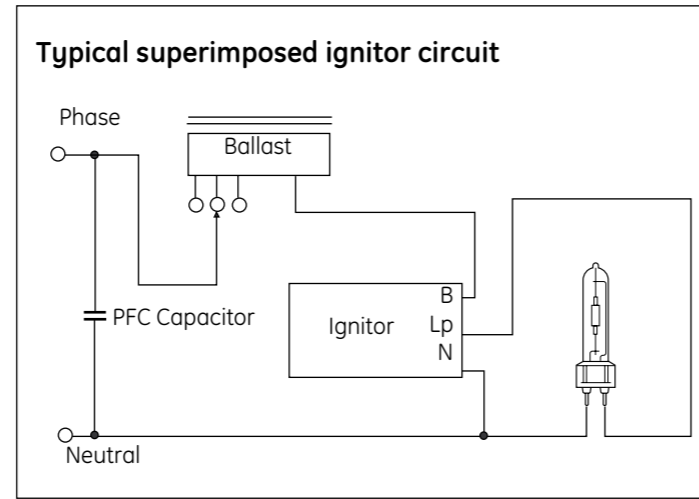 Typical superimposed ignitor circuit
Phase
Ballast
PFC Capacitor
Ignitor
B
Lp
N
Neutral